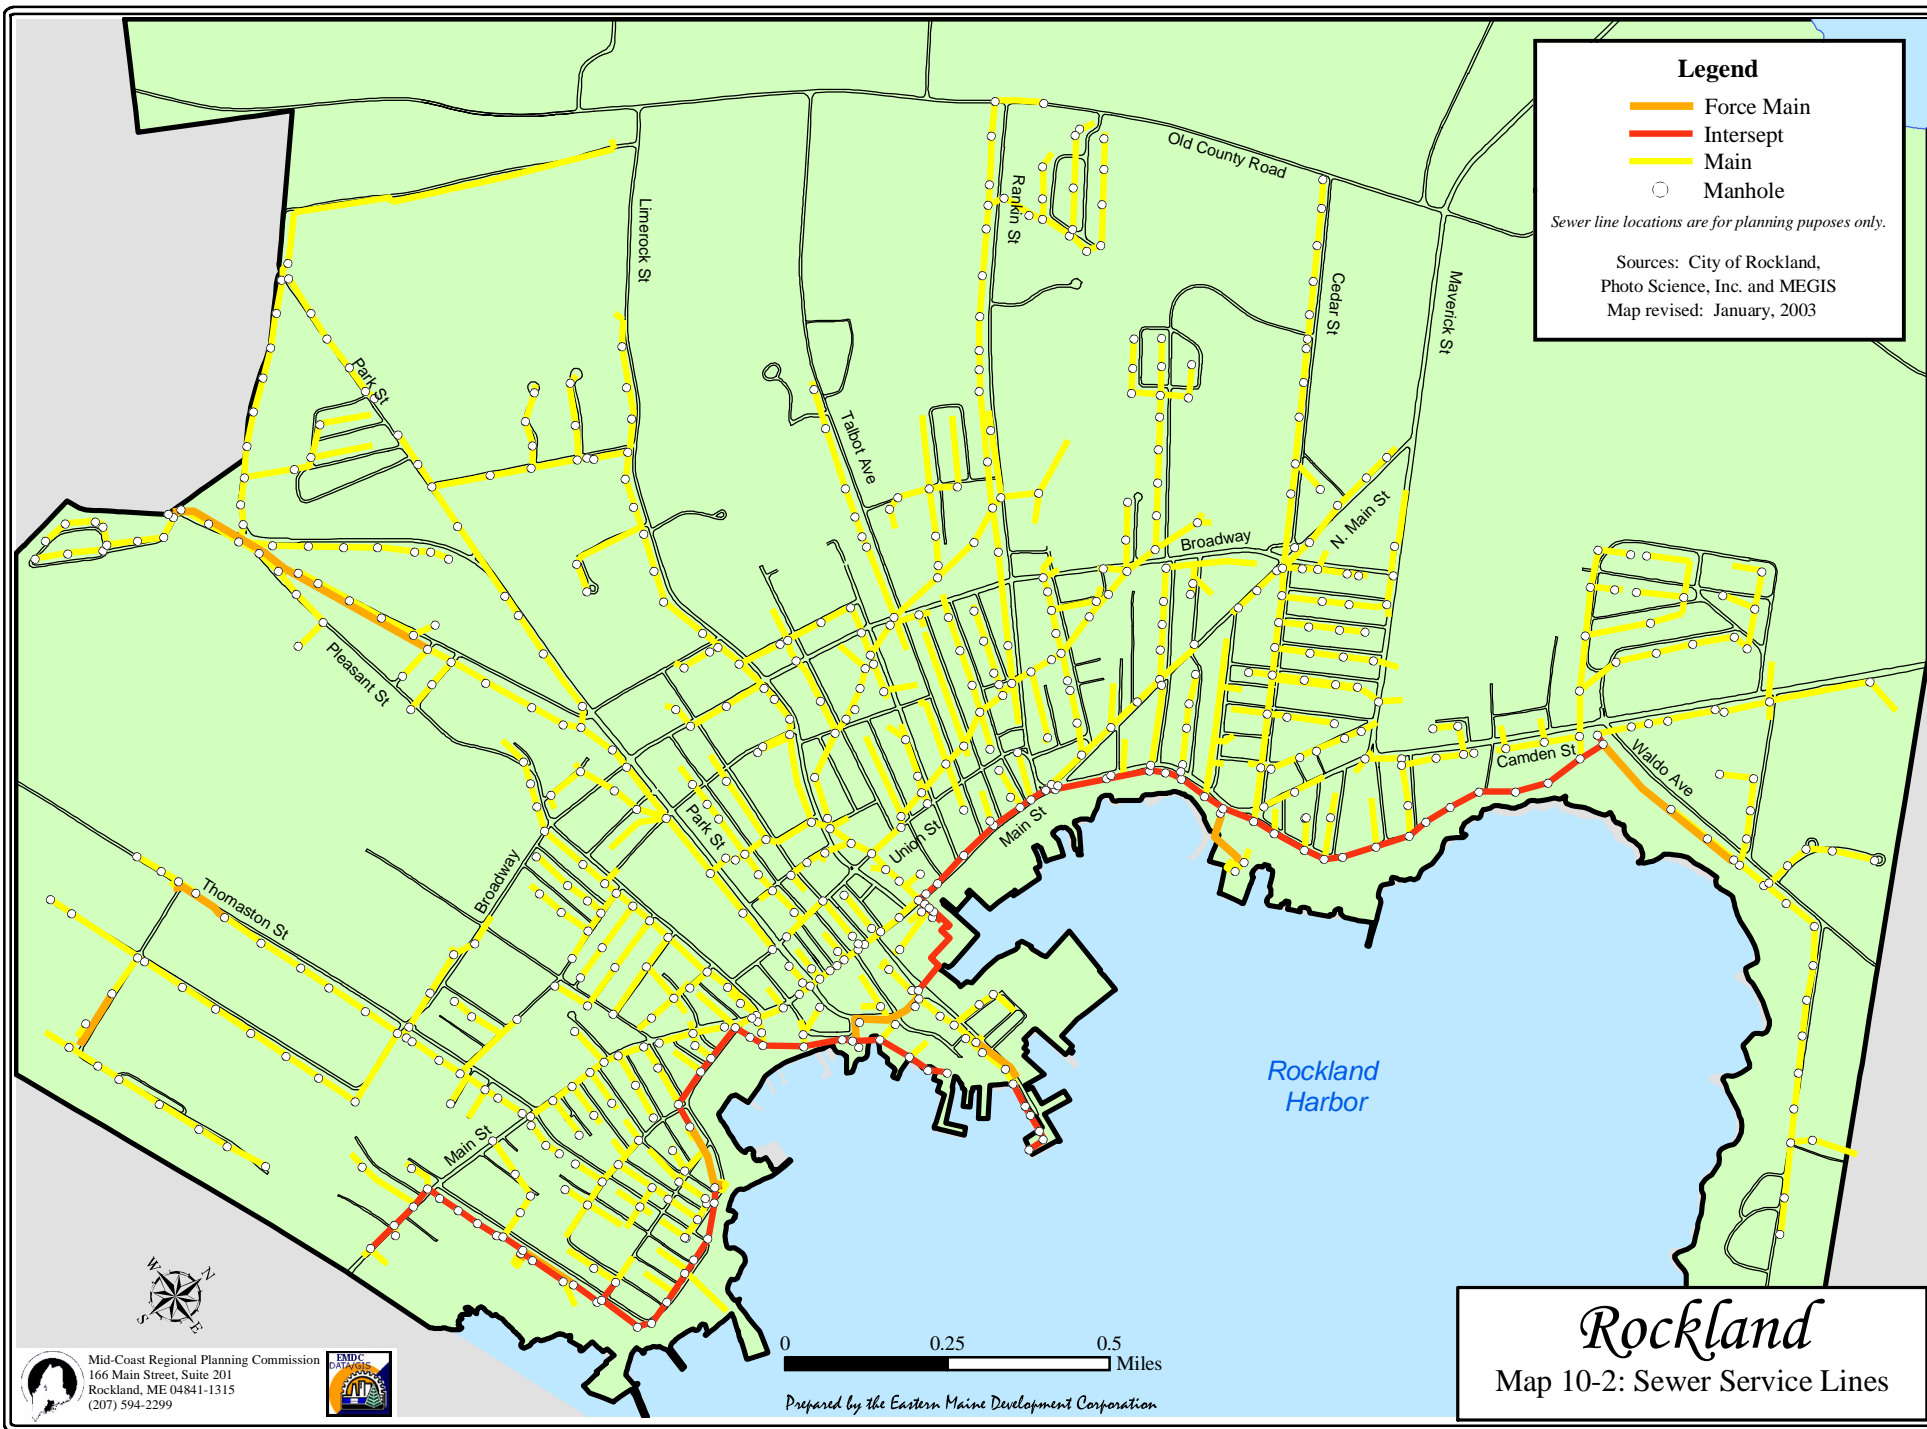 Legend
Force Main
Intersept
Main
Manhole
Sewer line locations are for planning puposes only.
Sources: City of Rockland,
Photo Science, Inc. and MEGIS
Map revised: January, 2003
Old County Road
Rankin St
Limerock St
Cedar St
Maverick St
Park St
Talbot Ave
N. Main St
Broadway
Pleasant St
Camden St
Waldo Ave
Park St
Union St
Main St
Broadway
Thomaston St
Main St
Rockland
Harbor
W
N
S
E
0
0.25
0.5
Miles
Prepared by the Eastern Maine Development Corporation
Mid-Coast Regional Planning Commission
166 Main Street, Suite 201
Rockland, ME 04841-1315
(207) 594-2299
EMDC
DATA/GIS
Rockland
Map 10-2: Sewer Service Lines